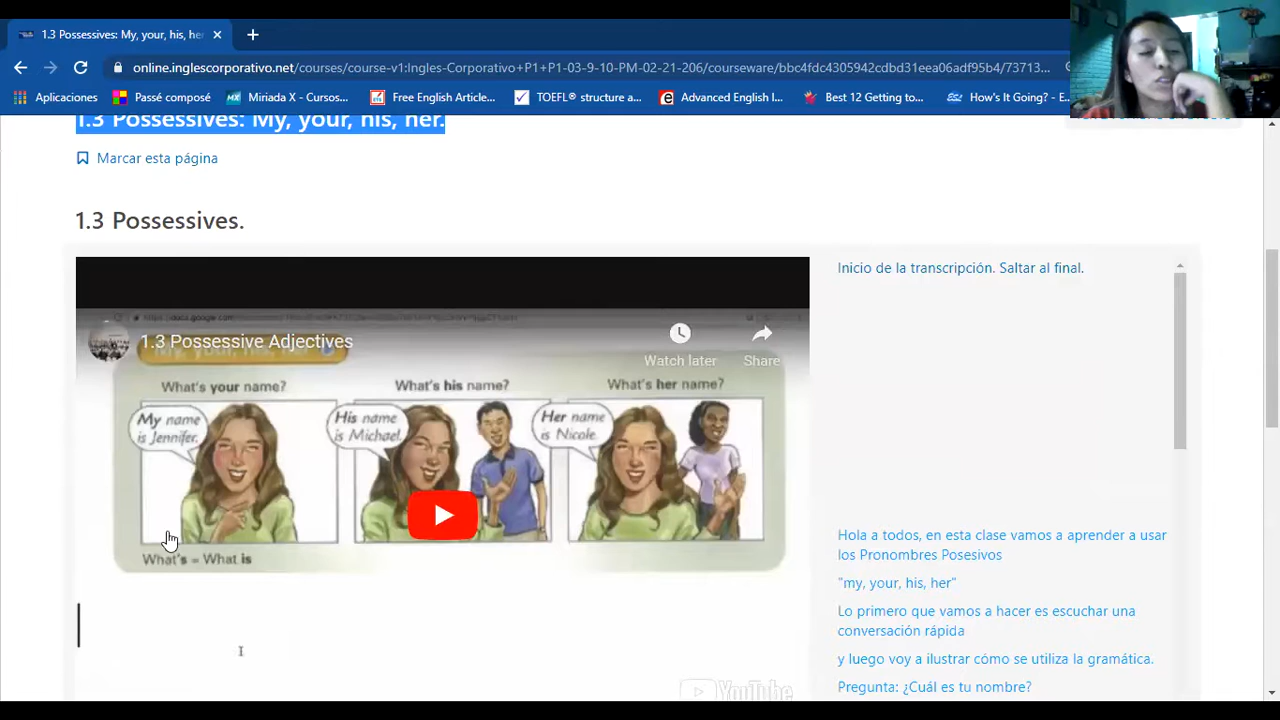 1.3 Possessives: My, your, his, her
online.inglescorporativo.net/courses/course-v1:Ingles-Corporativo+P1+P1-03-9-10-PM-02-21-206/courseware/bbc4fdc4305942cdbd31eea06adf95b4/73713...
Aplicaciones
Passé composé
Miriada X - Cursos...
Free English Article...
TOEFL® structure a...
Advanced English l...
Best 12 Getting to...
How's It Going? - E...
1.3 Possessives: My, your, his, her.
Marcar esta página
1.3 Possessives.
Inicio de la transcripción. Saltar al final.
1.3 Possessive Adjectives
Watch later
Share
What's your name?
What's his name?
What's her name?
My name
is Jennifer.
His name
is Michael.
Her name
is Nicole.
What's = What is
YouTube
Hola a todos, en esta clase vamos a aprender a usar
los Pronombres Posesivos
"my, your, his, her"
Lo primero que vamos a hacer es escuchar una
conversación rápida
y luego voy a ilustrar cómo se utiliza la gramática.
Pregunta: ¿Cuál es tu nombre?